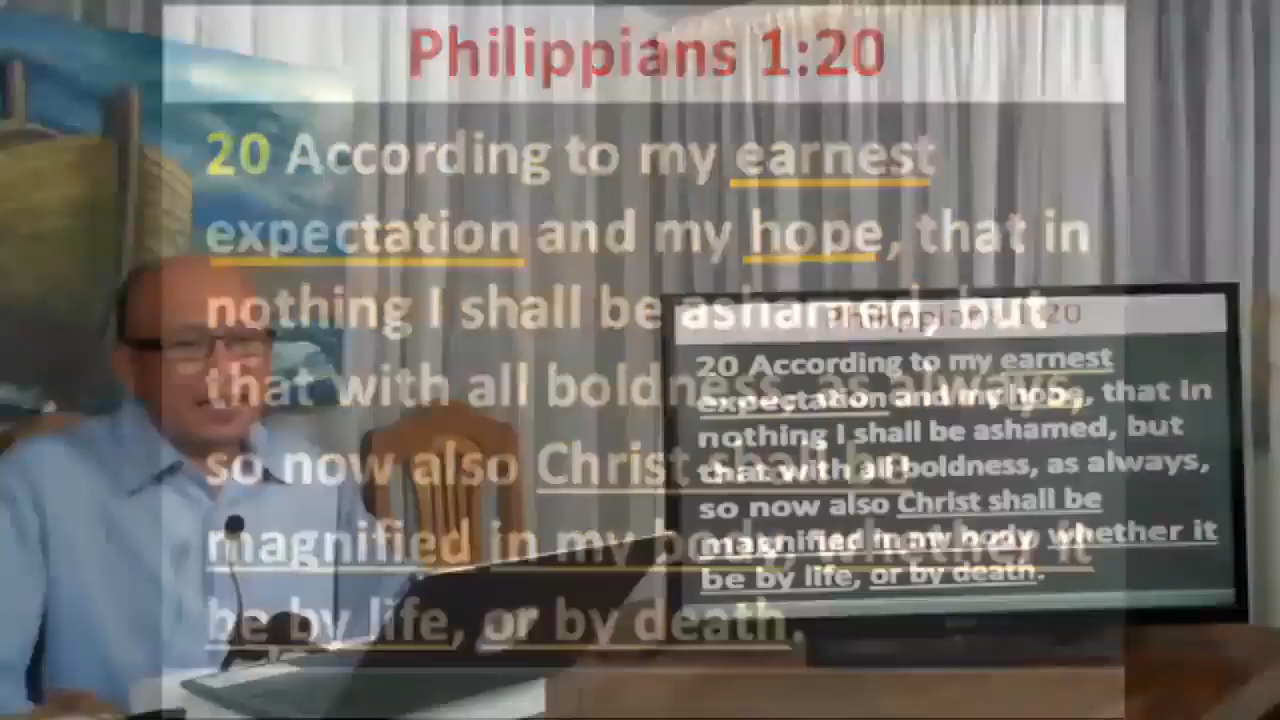 Philippians 1:20
20 According to my earnest
expectation and my hope, that in
nothing I shall be ashamed, but
that with all boldness, as always,
so now also Christ shall be
magnified in my body, whether it
be by life, or by death.
Philippians 1:20
20 According to my earnest
expectation and my hope, that in
nothing I shall be ashamed, but
that with all boldness, as always,
so now also Christ shall be
magnified in my body, whether it
be by life, or by death.